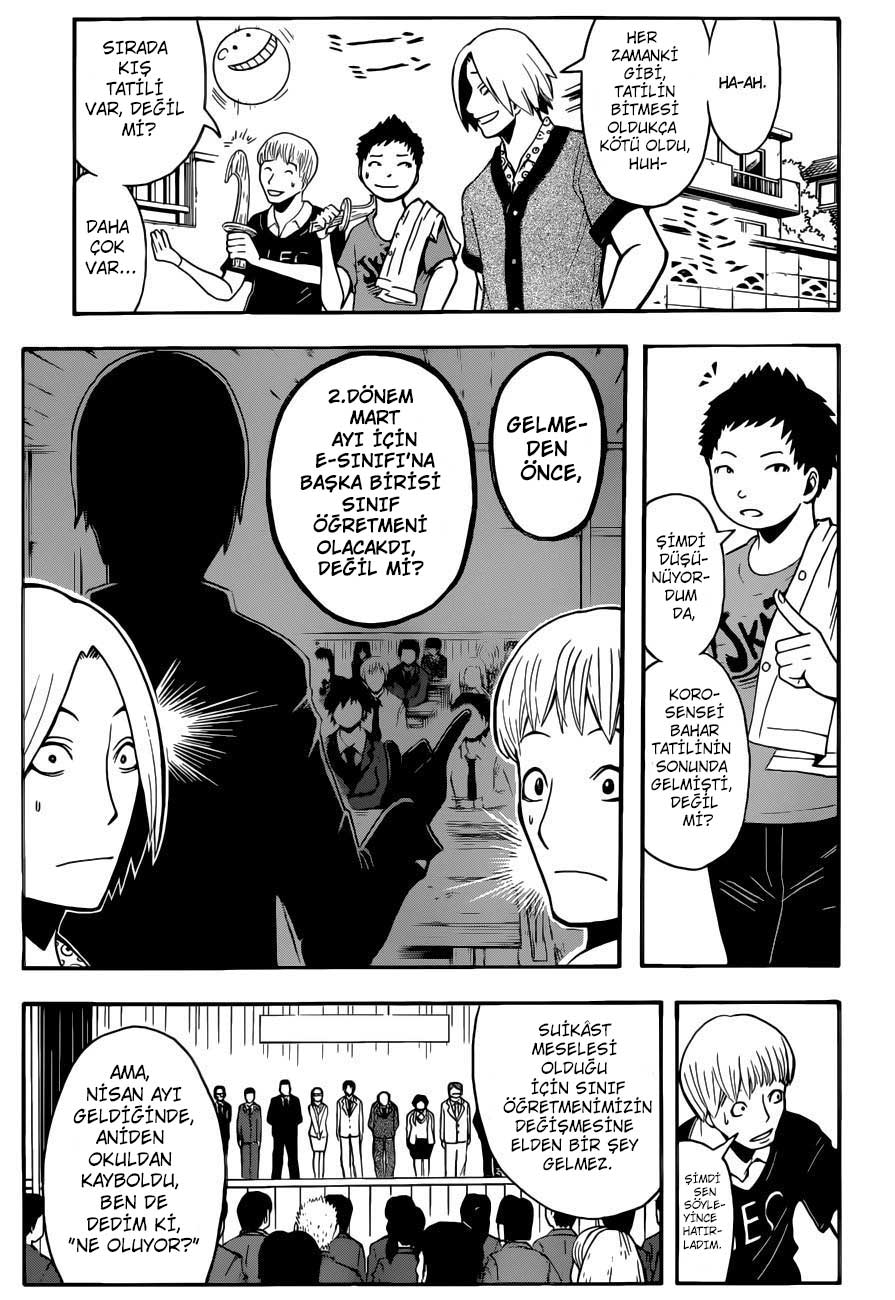 HA-AH.
HER
ZAMANKİ
GİBİ,
TATİLİN
BİTMESİ
OLDUKÇA
KÖTÜ OLDU,
HUH-
SIRADA
KIŞ
TATİLİ
VAR, DEĞİL
Mİ?
DAHA
ÇOK
VAR...
ŞİMDİ
DÜŞÜ-
NÜYOR-
DUM
DA,
KORO-
SENSEİ
BAHAR
TATİLİNİN
SONUNDA
GELMİŞTİ,
DEĞİL
Mİ?
GELME-
DEN
ÖNCE,
2.DÖNEM
MART
AYI İÇİN
E-SINIFI'NA
BAŞKA BİRİSİ
SINIF
ÖĞRETMENİ
OLACAKDI,
DEĞİL Mİ?
ŞİMDİ
SEN
SÖYLE-
YİNCE
HATIR-
LADIM.
SUİKÂST
MESELESİ
OLDUĞU
İÇİN SINIF
ÖĞRETMENİMİZİN
DEĞİŞMESİNE
ELDEN BİR ŞEY
GELMEZ.
AMA,
NİSAN AYI
GELDİĞİNDE,
ANİDEN
OKULDAN
KAYBOLDU,
BEN DE
DEDİM Kİ,
"NE OLUYOR?"